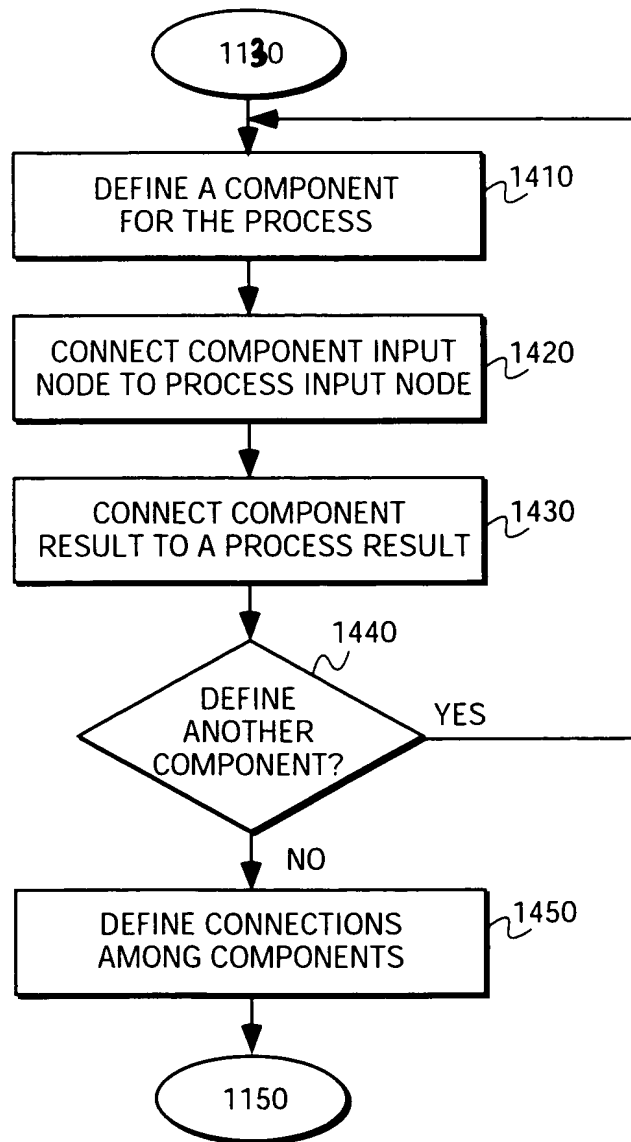 1130
DEFINE A COMPONENT
FOR THE PROCESS
1410
CONNECT COMPONENT INPUT
NODE TO PROCESS INPUT NODE
1420
CONNECT COMPONENT
RESULT TO A PROCESS RESULT
1430
1440
DEFINE
ANOTHER
COMPONENT?
YES
NO
DEFINE CONNECTIONS
AMONG COMPONENTS
1450
1150